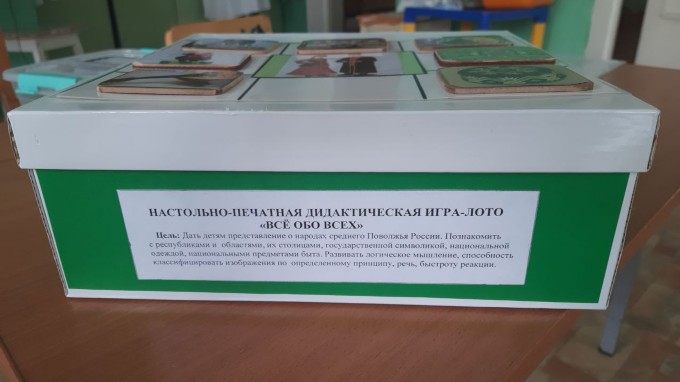 НАСТОЛЬНО-ПЕЧАТНАЯ ДИДАКТИЧЕСКАЯ ИГРА-ЛОТО
«ВСЁ ОБО ВСЕХ»
Цель: Дать детям представление о народах среднего Поволжья России. Познакомить
с республиками и областями, их столицами, государственной символикой, национальной
одеждой, национальными предметами быта. Развивать логическое мышление, способность
классифицировать изображения по определенному принципу, речь, быстроту реакции.